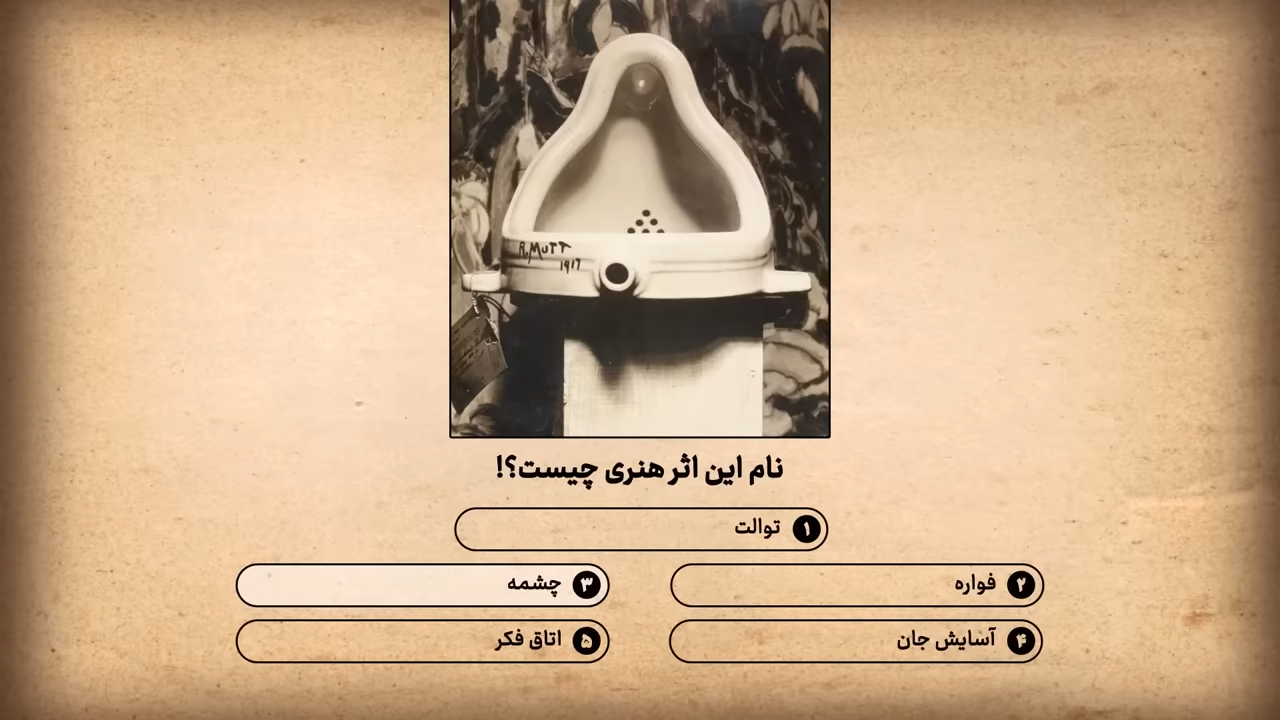 R.MUTT
1917
نام این اثر هنری چیست؟!
۱ توالت
۲ فواره
۳ چشمه
۴ آسایش جان
۵ اتاق فکر